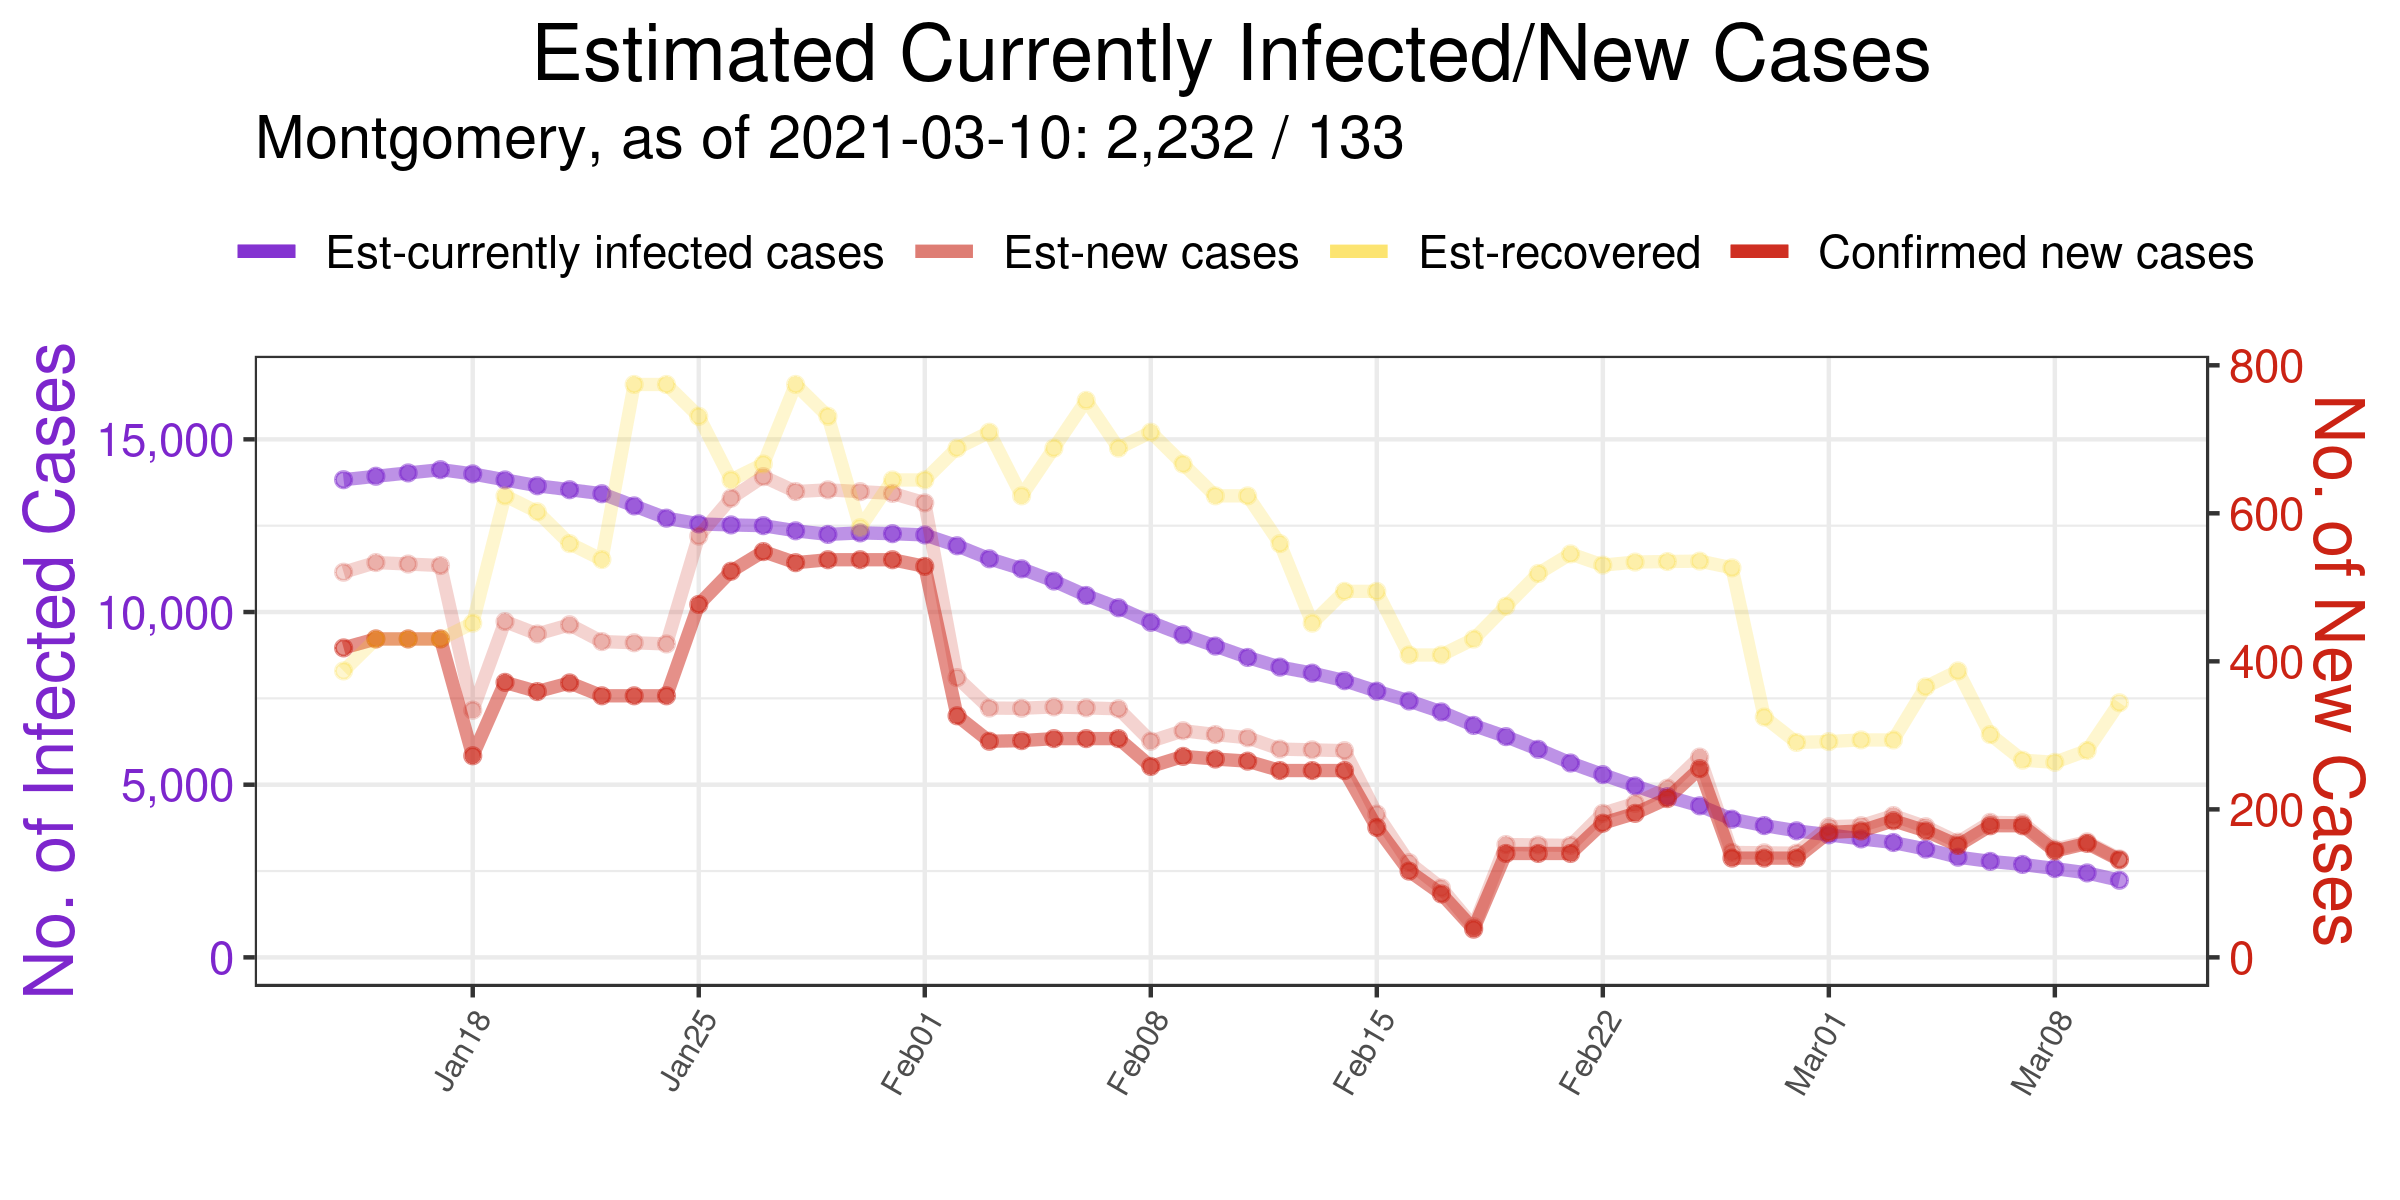 Estimated Currently Infected/New Cases
Montgomery, as of 2021-03-10: 2,232 / 133
Est-currently infected cases Est-new cases Est-recovered Confirmed new cases
No. of Infected Cases
15,000
10,000
5,000
0
800
600
400
200
0
No. of New Cases
Jan18 Jan25 Feb01 Feb08 Feb15 Feb22 Mar01 Mar08